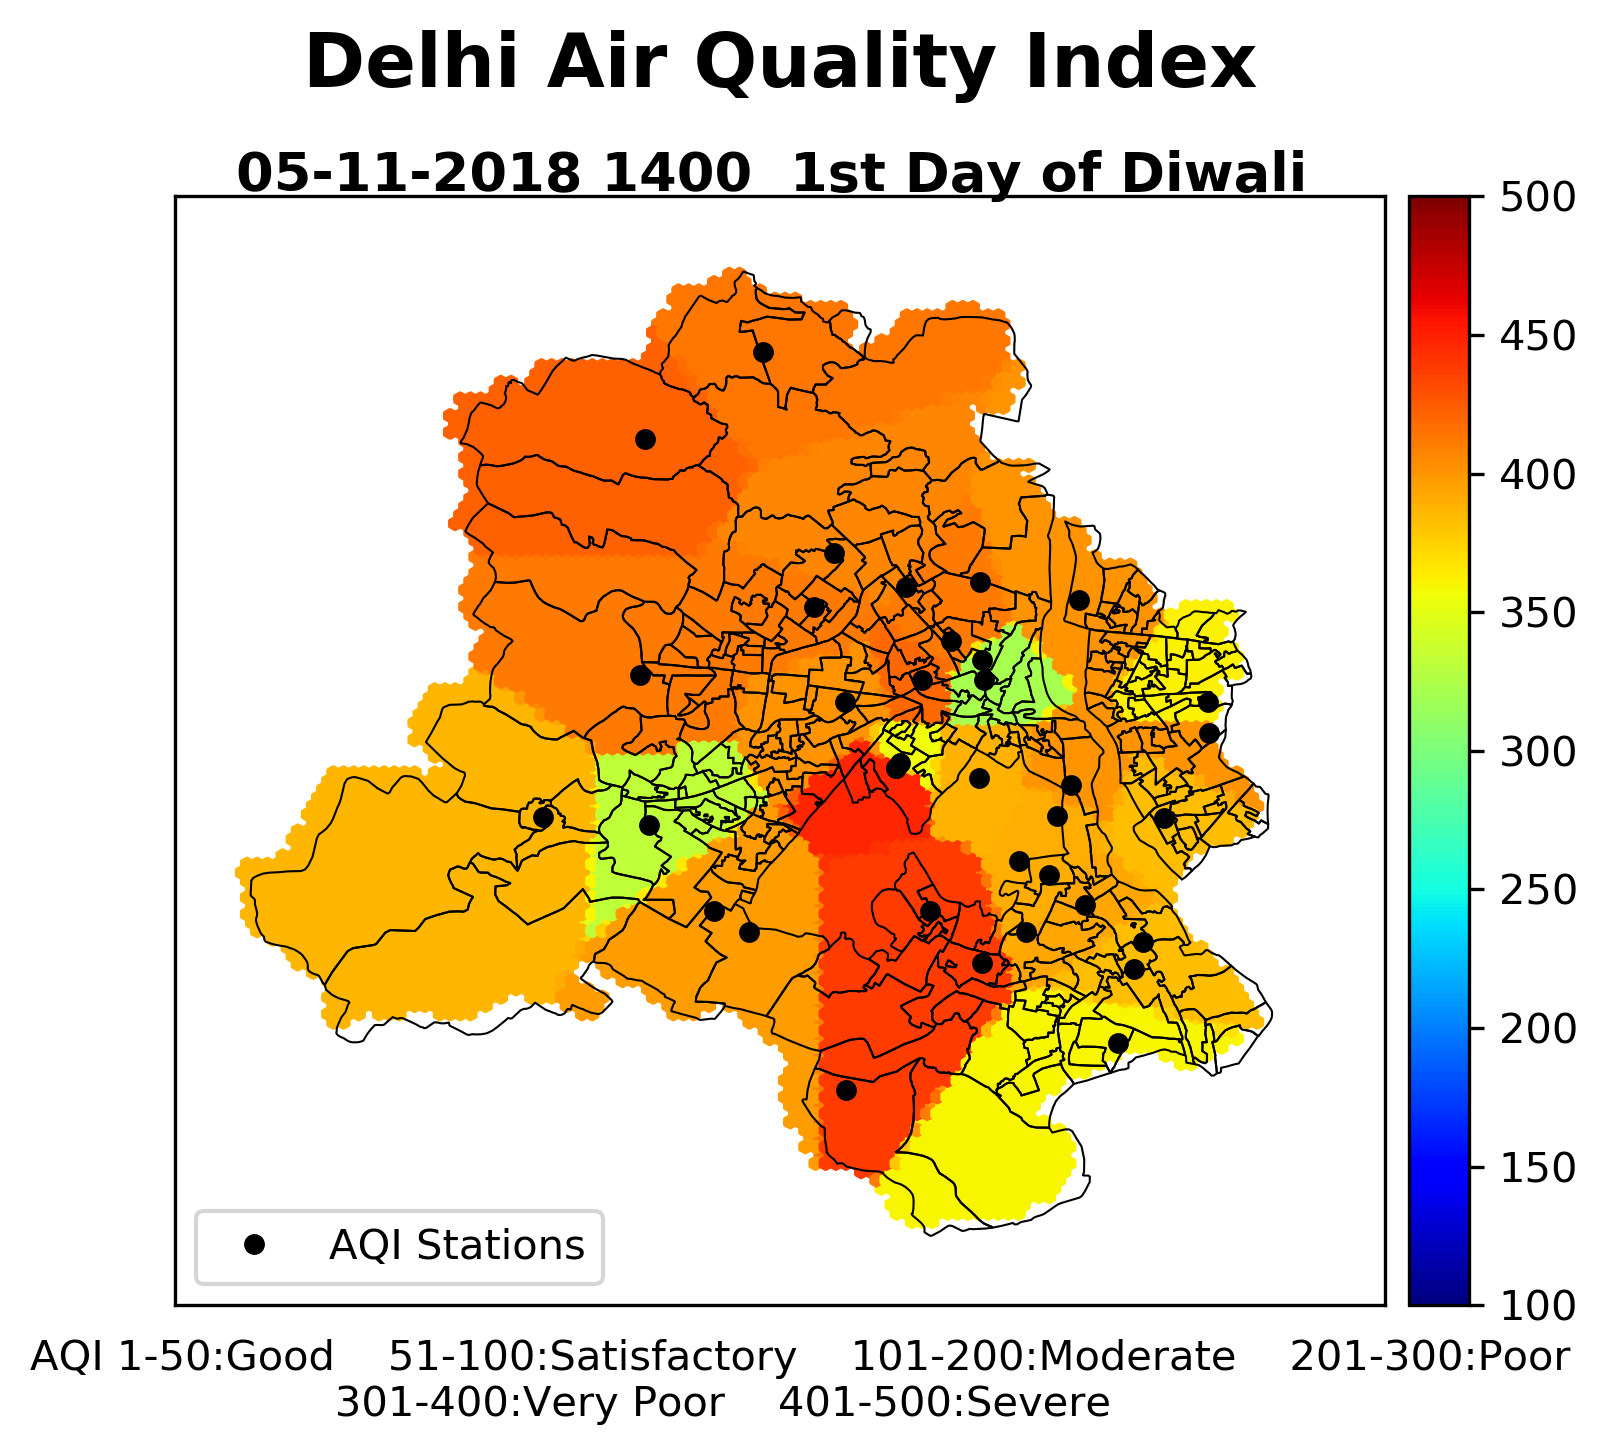 Delhi Air Quality Index
05-11-2018 1400  1st Day of Diwali
500
450
400
350
300
250
200
150
100
AQI Stations
AQI 1-50:Good    51-100:Satisfactory    101-200:Moderate    201-300:Poor
301-400:Very Poor    401-500:Severe